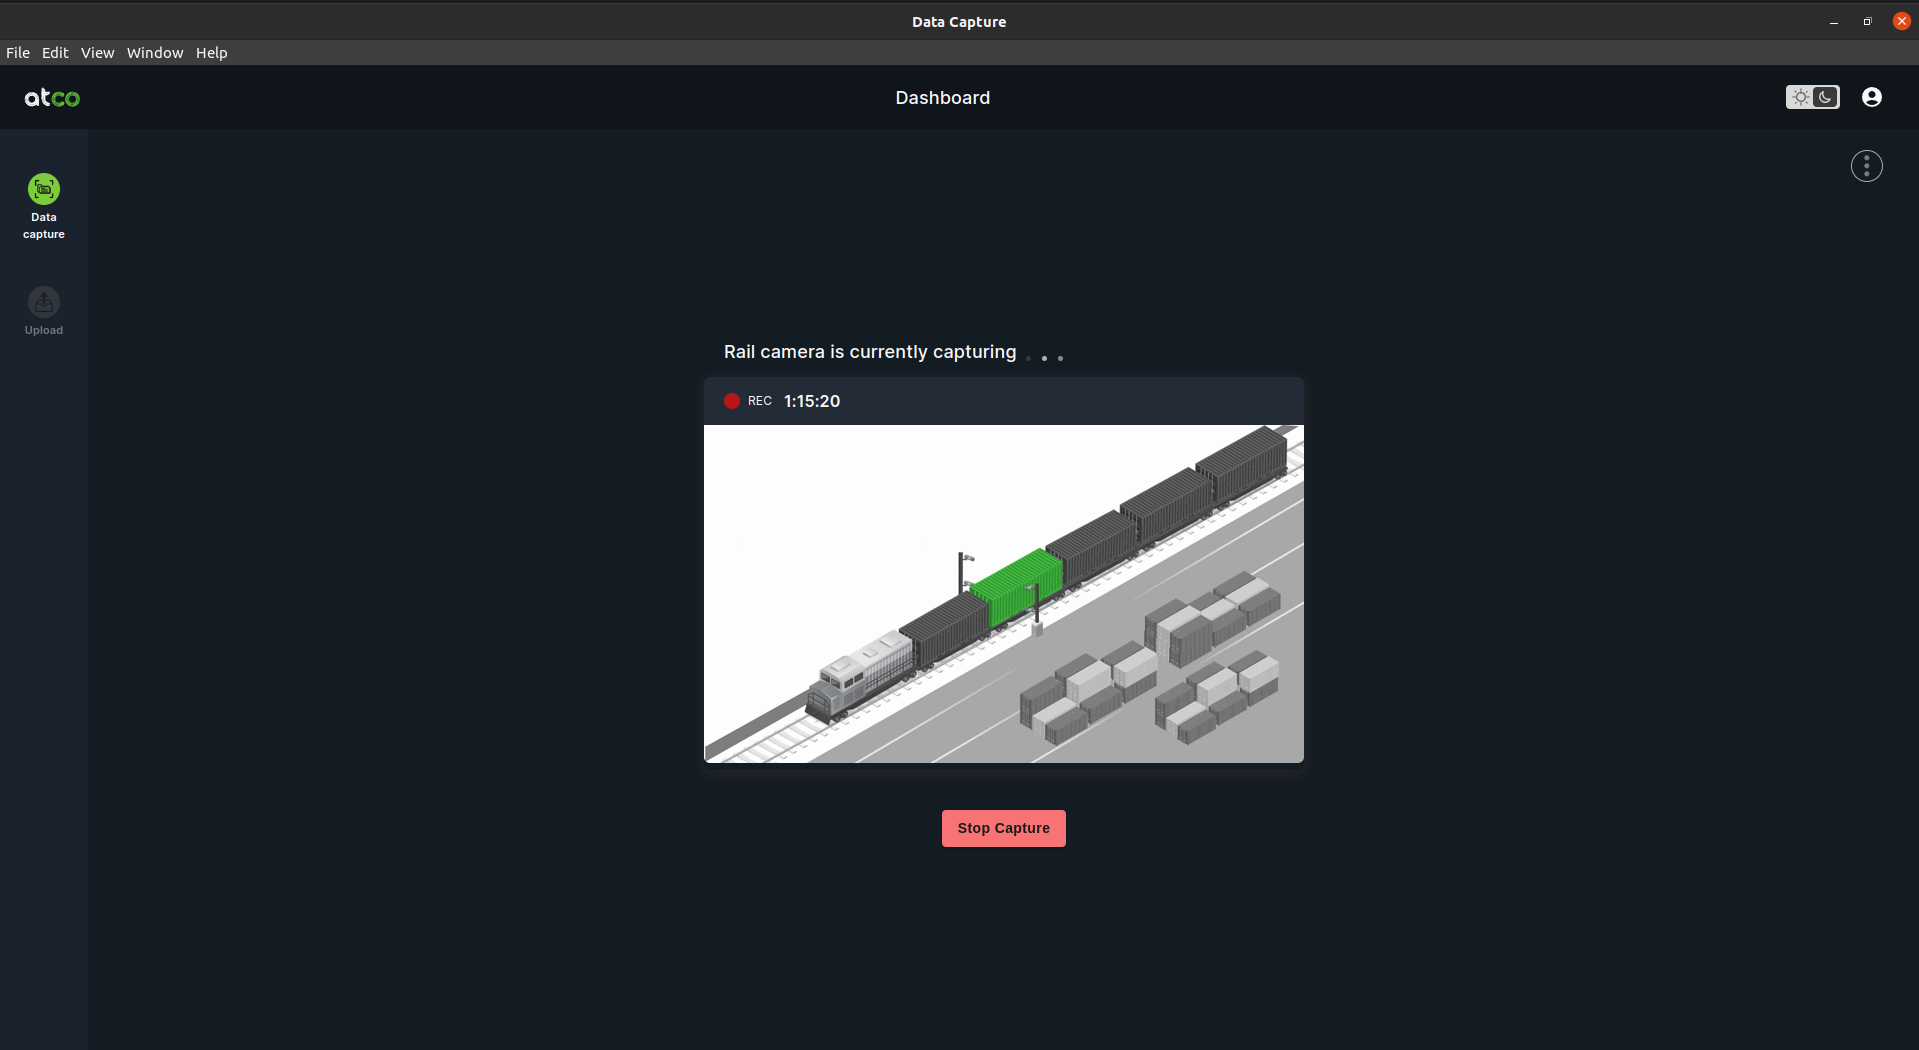 Data Capture
File Edit View Window Help
atco
Dashboard
Data
capture
Upload
Rail camera is currently capturing . . .
REC 1:15:20
Stop Capture